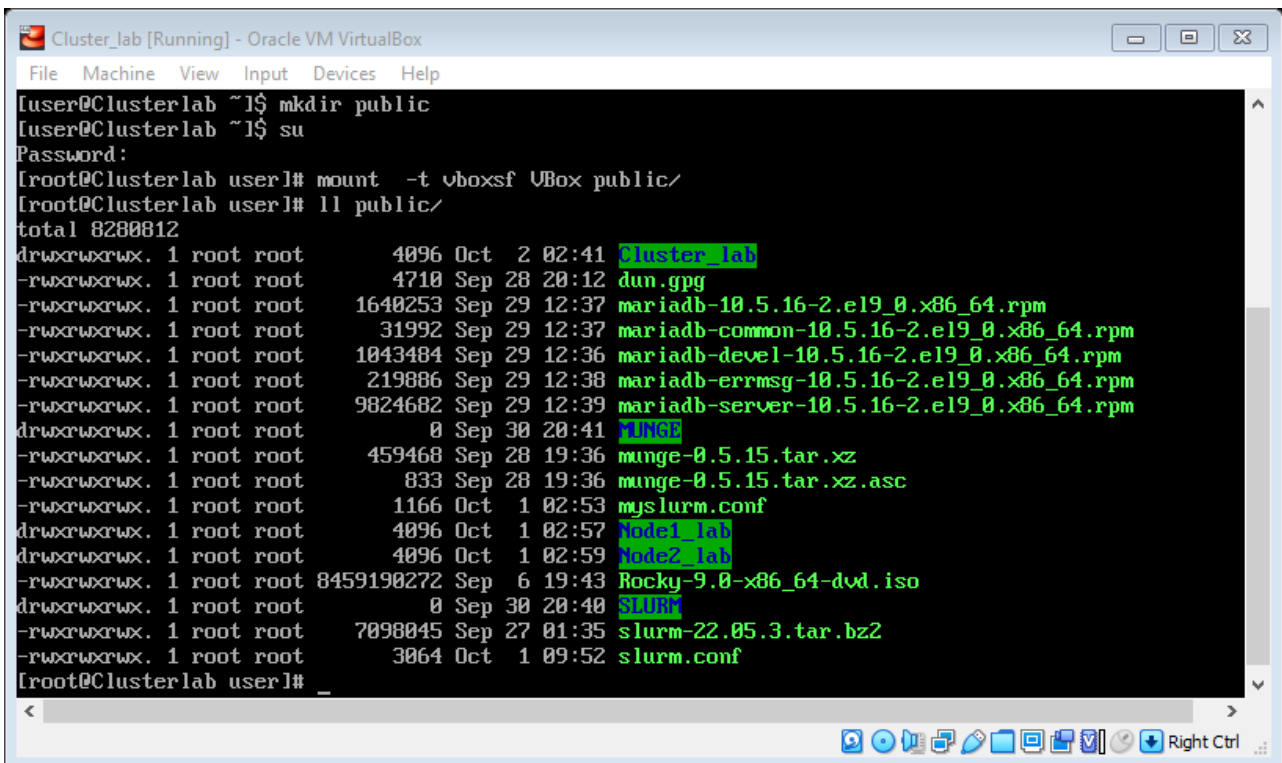 Cluster_lab [Running] - Oracle VM VirtualBox
File Machine View Input Devices Help
[user@Clusterlab ~]$ mkdir public
[user@Clusterlab ~]$ su
Password:
[root@Clusterlab user]# mount  -t vboxsf VBox public/
[root@Clusterlab user]# ll public/
total 8280812
drwxrwxrwx. 1 root root       4096 Oct  2 02:41 Cluster_lab
-rwxrwxrwx. 1 root root       4710 Sep 28 20:12 dun.gpg
-rwxrwxrwx. 1 root root    1640253 Sep 29 12:37 mariadb-10.5.16-2.el9_0.x86_64.rpm
-rwxrwxrwx. 1 root root      31992 Sep 29 12:37 mariadb-common-10.5.16-2.el9_0.x86_64.rpm
-rwxrwxrwx. 1 root root    1043484 Sep 29 12:36 mariadb-devel-10.5.16-2.el9_0.x86_64.rpm
-rwxrwxrwx. 1 root root     219886 Sep 29 12:38 mariadb-errmsg-10.5.16-2.el9_0.x86_64.rpm
-rwxrwxrwx. 1 root root    9824682 Sep 29 12:39 mariadb-server-10.5.16-2.el9_0.x86_64.rpm
drwxrwxrwx. 1 root root          0 Sep 30 20:41 MUNGE
-rwxrwxrwx. 1 root root     459468 Sep 28 19:36 munge-0.5.15.tar.xz
-rwxrwxrwx. 1 root root        833 Sep 28 19:36 munge-0.5.15.tar.xz.asc
-rwxrwxrwx. 1 root root       1166 Oct  1 02:53 myslurm.conf
drwxrwxrwx. 1 root root       4096 Oct  1 02:57 Node1_lab
drwxrwxrwx. 1 root root       4096 Oct  1 02:59 Node2_lab
-rwxrwxrwx. 1 root root 8459190272 Sep  6 19:43 Rocky-9.0-x86_64-dvd.iso
drwxrwxrwx. 1 root root          0 Sep 30 20:40 SLURM
-rwxrwxrwx. 1 root root    7098045 Sep 27 01:35 slurm-22.05.3.tar.bz2
-rwxrwxrwx. 1 root root       3064 Oct  1 09:52 slurm.conf
[root@Clusterlab user]# _
Right Ctrl